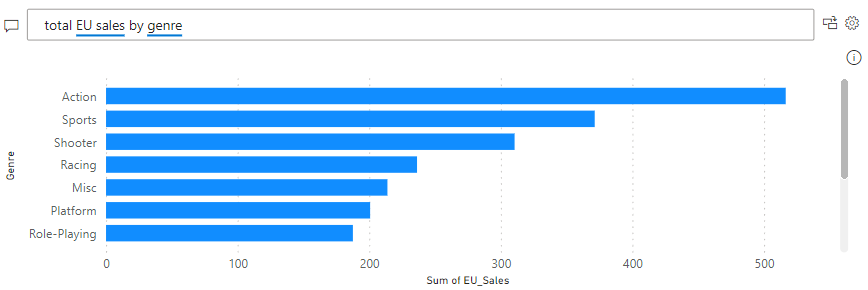 total EU sales by genre
Genre
Action
Sports
Shooter
Racing
Misc
Platform
Role-Playing
0 100 200 300 400 500
Sum of EU_Sales